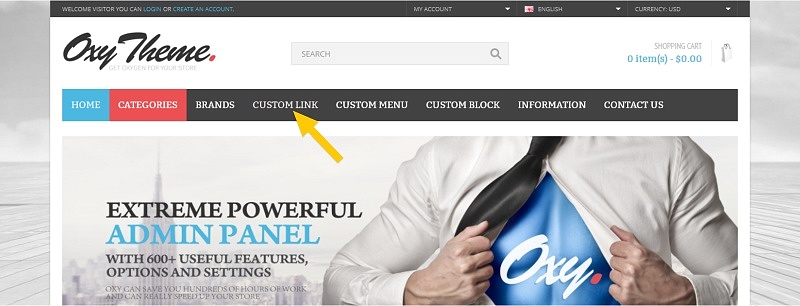 WELCOME VISITOR YOU CAN LOGIN OR CREATE AN ACCOUNT.
MY ACCOUNT
ENGLISH
CURRENCY: USD
Oxy Theme.
GET OXYGEN FOR YOUR STORE
SEARCH
SHOPPING CART
0 item(s) - $0.00
HOME CATEGORIES BRANDS CUSTOM LINK CUSTOM MENU CUSTOM BLOCK INFORMATION CONTACT US
EXTREME POWERFUL
ADMIN PANEL
WITH 600+ USEFUL FEATURES,
OPTIONS AND SETTINGS
OXY CAN SAVE YOU HUNDREDS OF HOURS OF WORK
AND CAN REALLY SPEED UP YOUR STORE
Oxy.